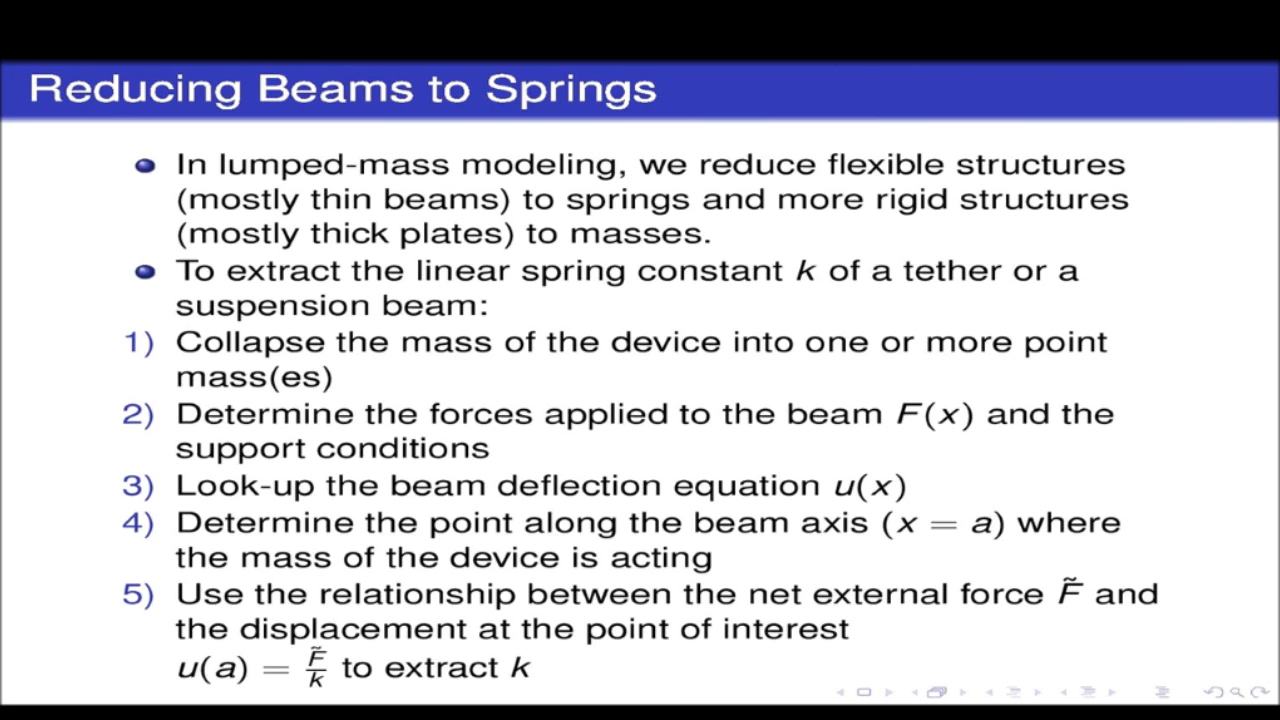 Reducing Beams to Springs
In lumped-mass modeling, we reduce flexible structures
(mostly thin beams) to springs and more rigid structures
(mostly thick plates) to masses.
To extract the linear spring constant k of a tether or a
suspension beam:
1) Collapse the mass of the device into one or more point
mass(es)
2) Determine the forces applied to the beam F(x) and the
support conditions
3) Look-up the beam deflection equation u(x)
4) Determine the point along the beam axis (x = a) where
the mass of the device is acting
5) Use the relationship between the net external force F̃ and
the displacement at the point of interest
u(a) = F̃/k to extract k